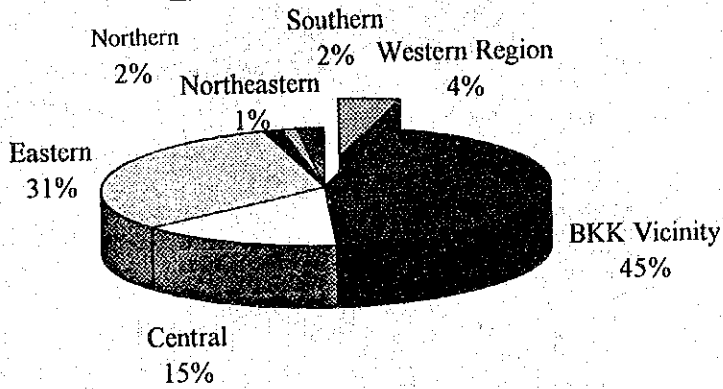 Southern
2%
Northern
2%
Western Region
4%
Northeastern
1%
Eastern
31%
BKK Vicinity
45%
Central
15%